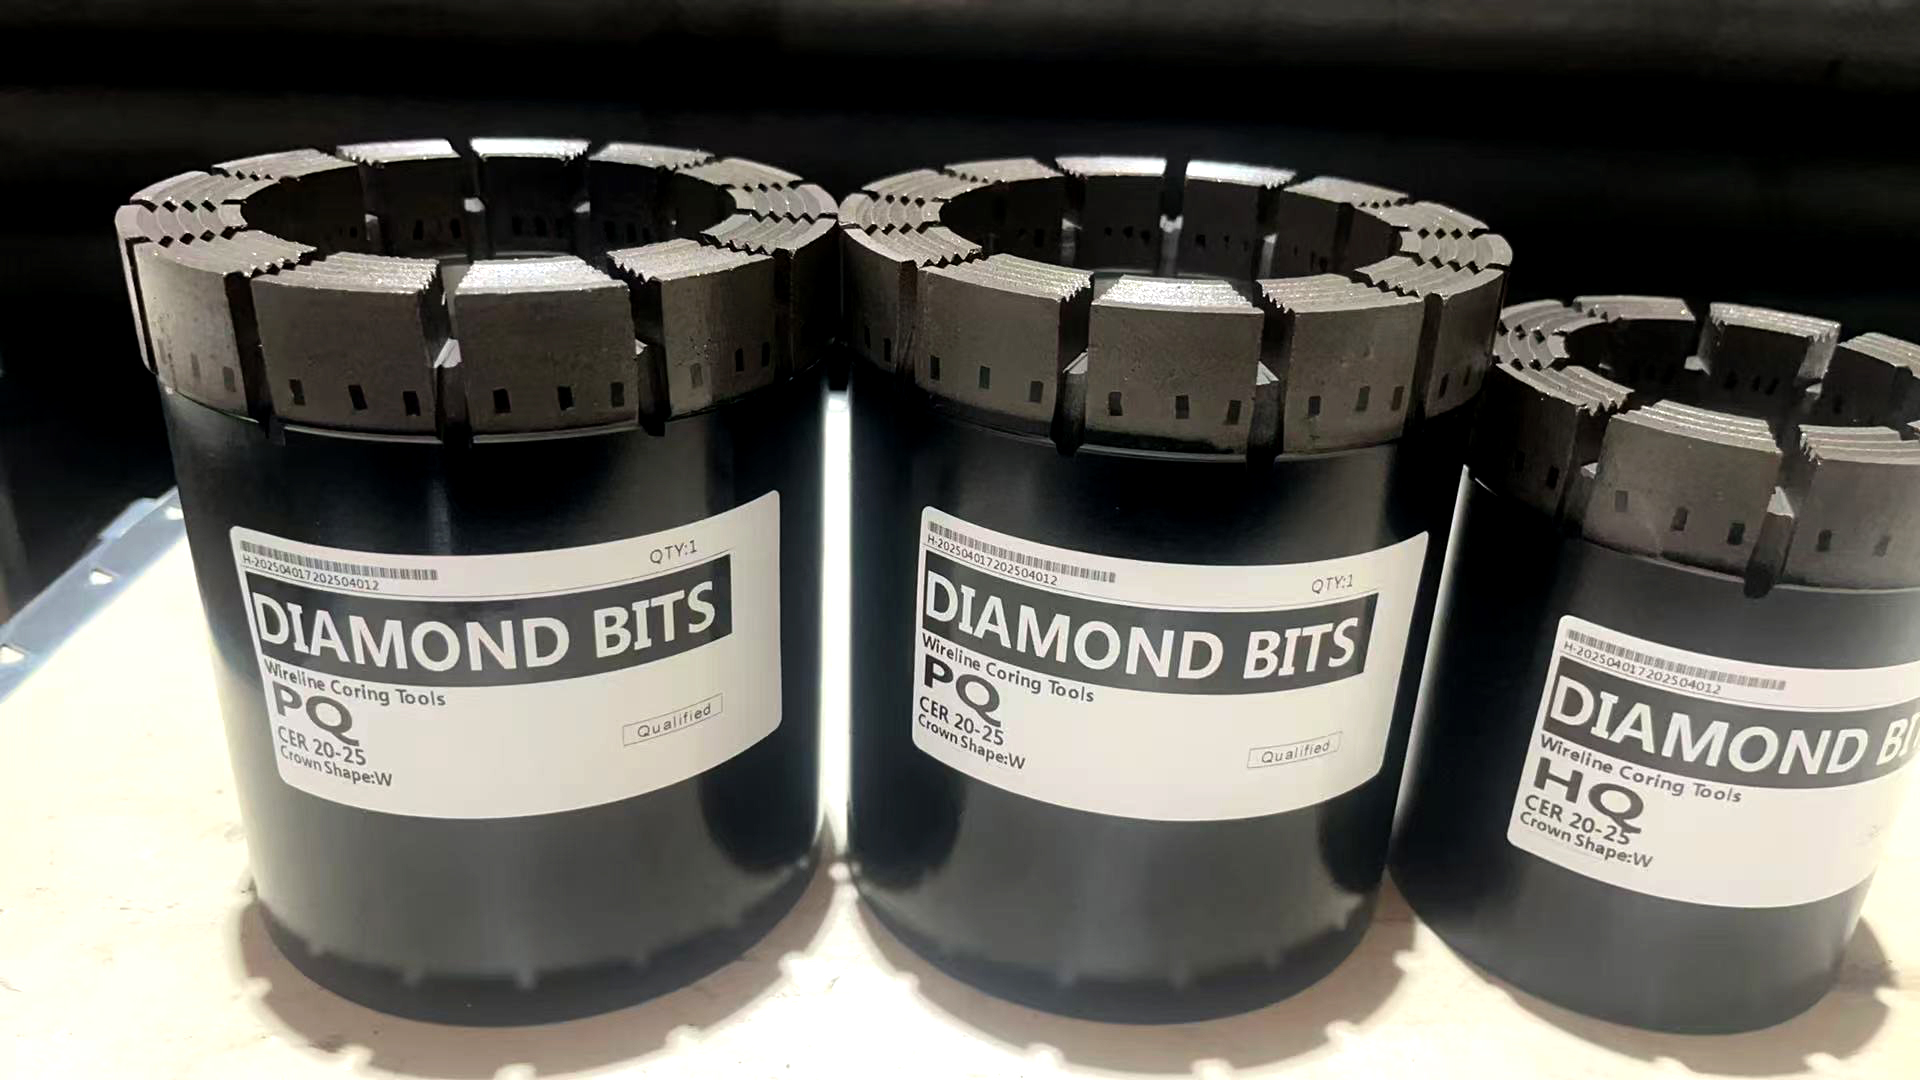 H-202504017202504012
QTY:1
DIAMOND BITS
Wireline Coring Tools
PQ
CER 20-25
Crown Shape:W
Qualified
H-202504017202504012
QTY:1
DIAMOND BITS
Wireline Coring Tools
PQ
CER 20-25
Crown Shape:W
Qualified
H-202504017202504012
DIAMOND BI
Wireline Coring Tools
HQ
CER 20-25
Crown Shape:W